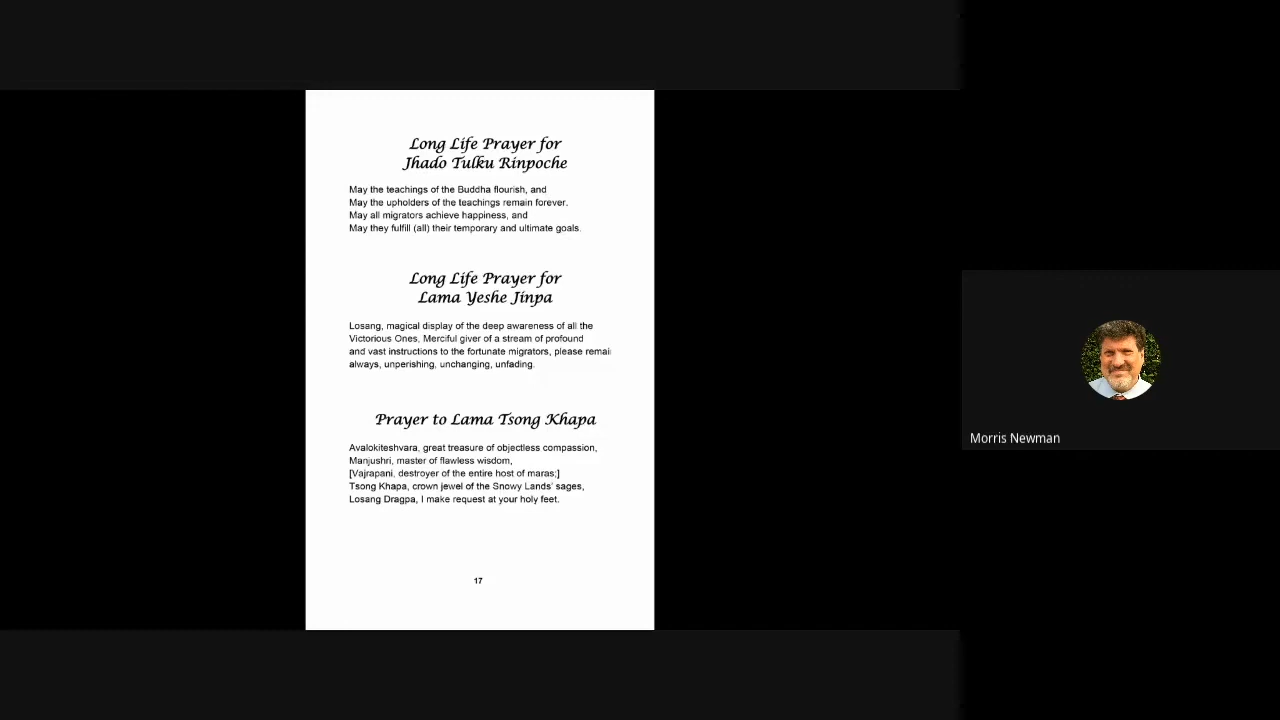 Long Life Prayer for
Jhado Tulku Rinpoche
May the teachings of the Buddha flourish, and
May the upholders of the teachings remain forever.
May all migrators achieve happiness, and
May they fulfill (all) their temporary and ultimate goals.
Long Life Prayer for
Lama Yeshe Jinpa
Losang, magical display of the deep awareness of all the
Victorious Ones, Merciful giver of a stream of profound
and vast instructions to the fortunate migrators, please remai
always, unperishing, unchanging, unfading.
Prayer to Lama Tsong Khapa
Avalokiteshvara, great treasure of objectless compassion,
Manjushri, master of flawless wisdom,
[Vajrapani, destroyer of the entire host of maras;]
Tsong Khapa, crown jewel of the Snowy Lands' sages,
Losang Dragpa, I make request at your holy feet.
17
Morris Newman